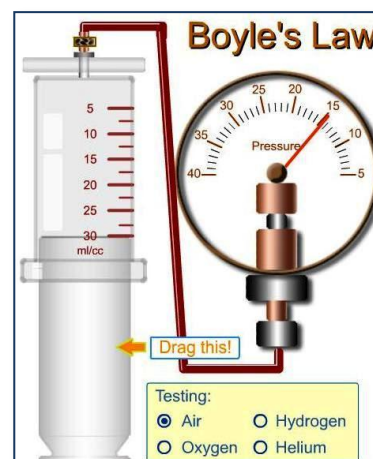 Boyle's Law
5
10
15
20
25
30
ml/cc
40
35
30
25
20
15
10
5
Pressure
Drag this!
Testing:
Air
Hydrogen
Oxygen
Helium